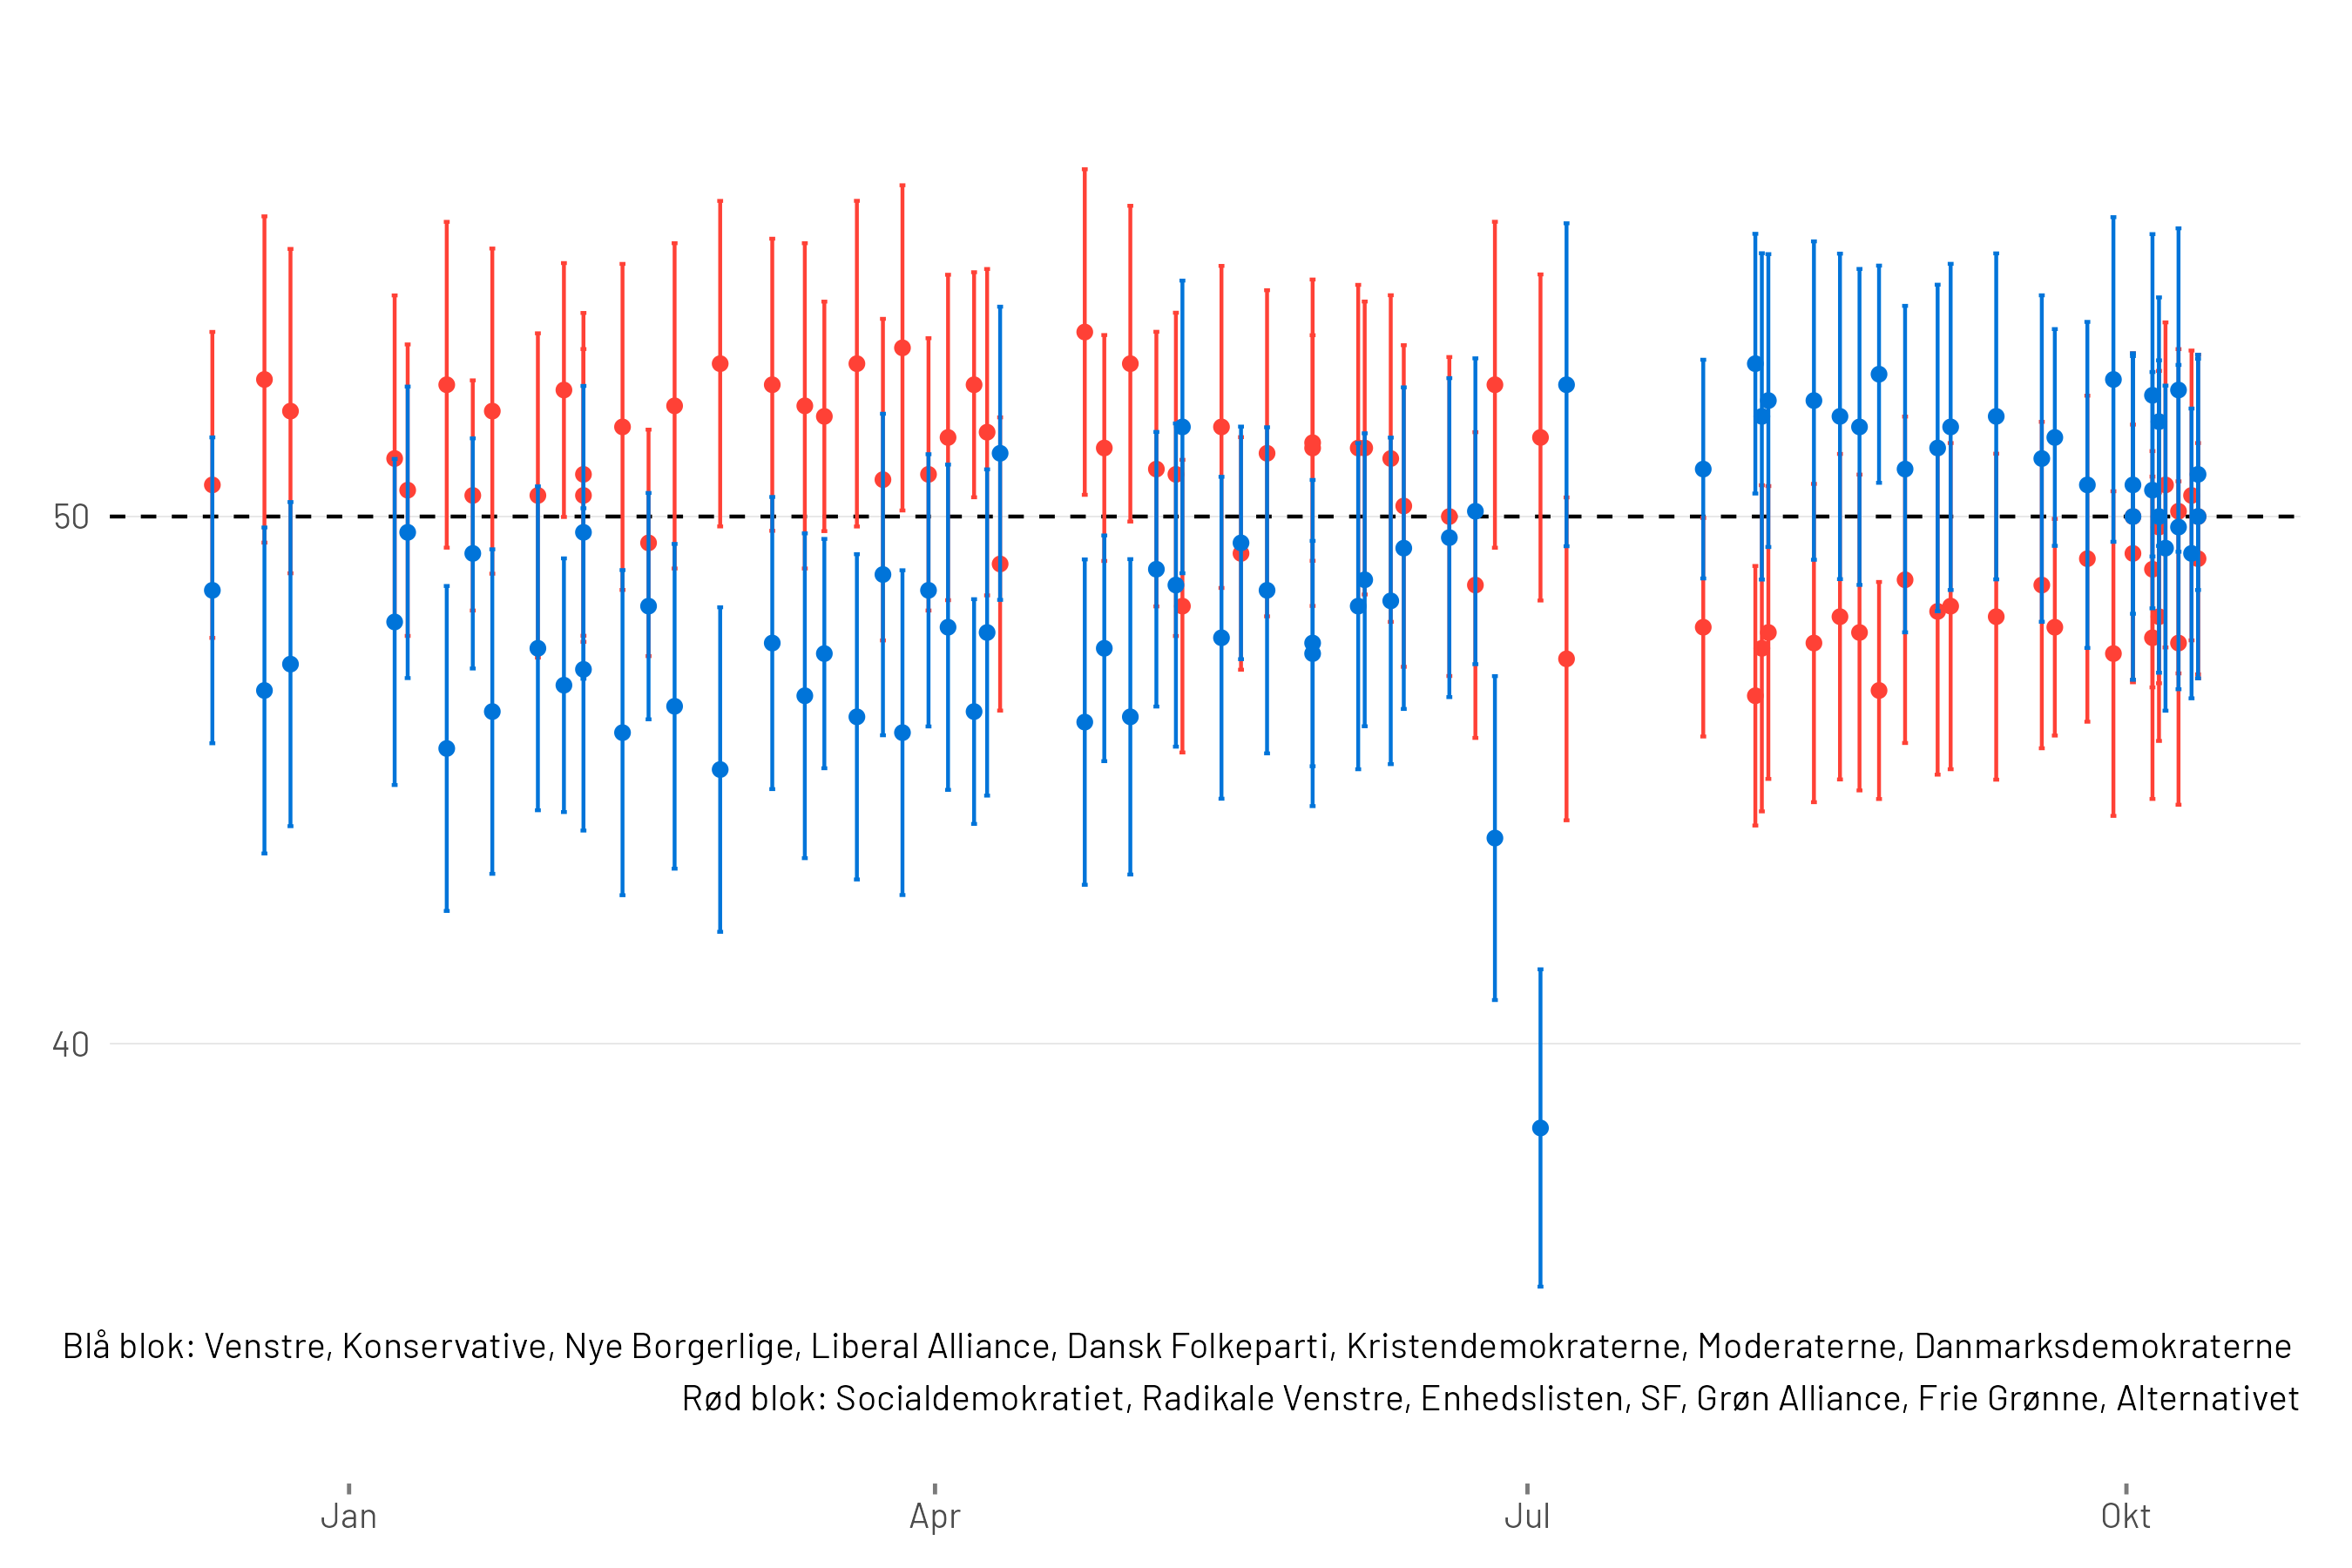 50
40
Blå blok: Venstre, Konservative, Nye Borgerlige, Liberal Alliance, Dansk Folkeparti, Kristendemokraterne, Moderaterne, Danmarksdemokraterne
Rød blok: Socialdemokratiet, Radikale Venstre, Enhedslisten, SF, Grøn Alliance, Frie Grønne, Alternativet
Jan Apr Jul Okt